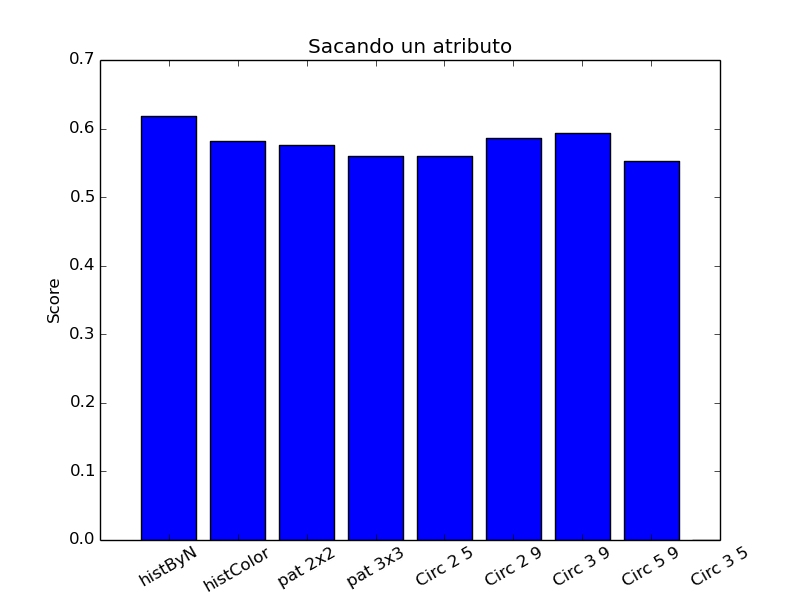 Sacando un atributo
0.7
0.6
0.5
0.4
0.3
0.2
0.1
0.0
Score
histByN
histColor
pat 2x2
pat 3x3
Circ 2 5
Circ 2 9
Circ 3 9
Circ 5 9
Circ 3 5